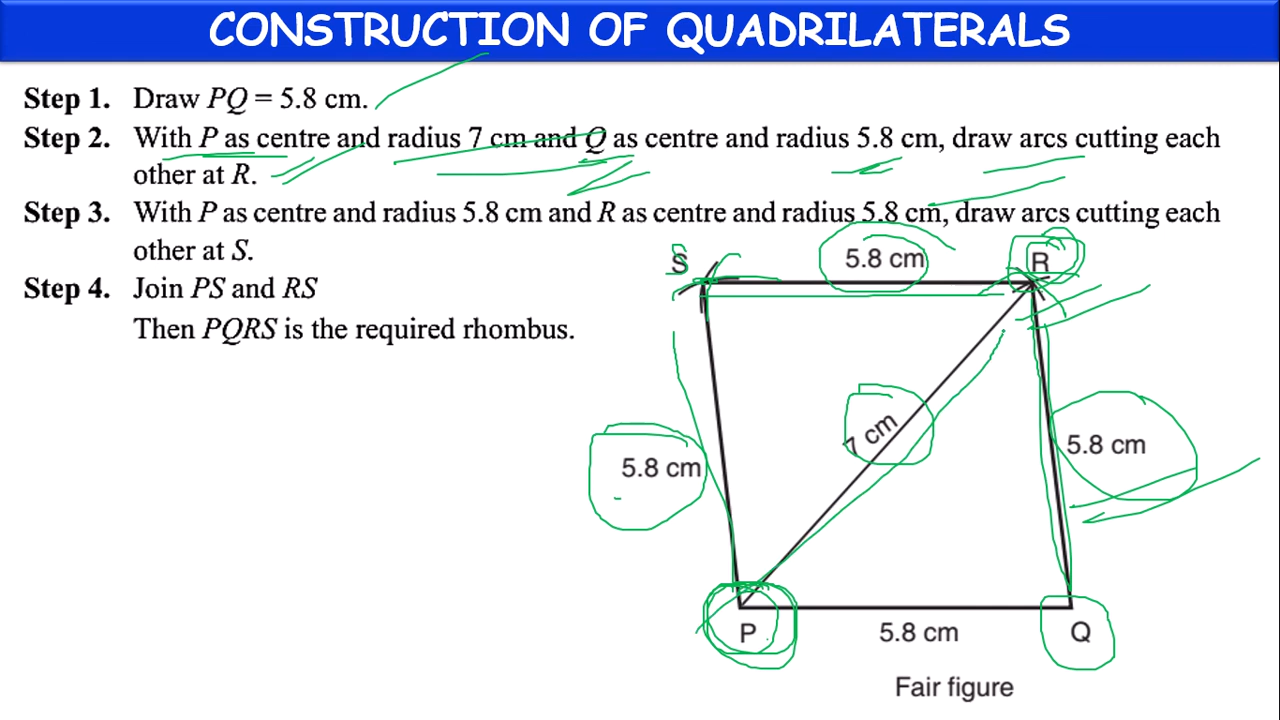 CONSTRUCTION OF QUADRILATERALS
Step 1. Draw PQ = 5.8 cm.
Step 2. With P as centre and radius 7 cm and Q as centre and radius 5.8 cm, draw arcs cutting each
other at R.
Step 3. With P as centre and radius 5.8 cm and R as centre and radius 5.8 cm, draw arcs cutting each
other at S.
Step 4. Join PS and RS
Then PQRS is the required rhombus.
S
5.8 cm
R
7 cm
5.8 cm
5.8 cm
P
5.8 cm
Q
Fair figure